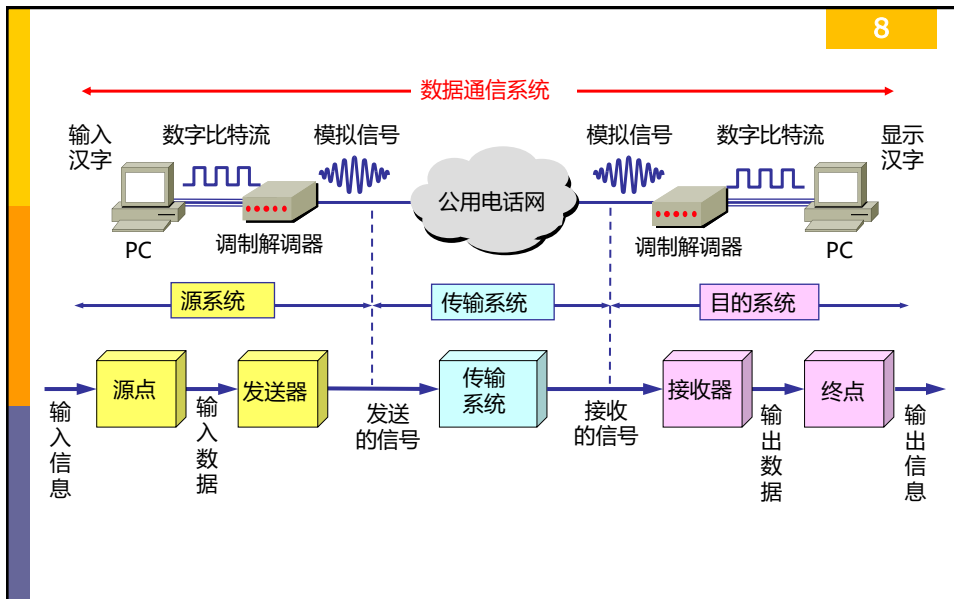 8
数据通信系统
输入
汉字
数字比特流
模拟信号
模拟信号
数字比特流
显示
汉字
公用电话网
PC
调制解调器
调制解调器
PC
源系统
传输系统
目的系统
源点
发送器
传输
系统
接收器
终点
输入信息
输入数据
发送
的信号
接收
的信号
输出数据
输出信息